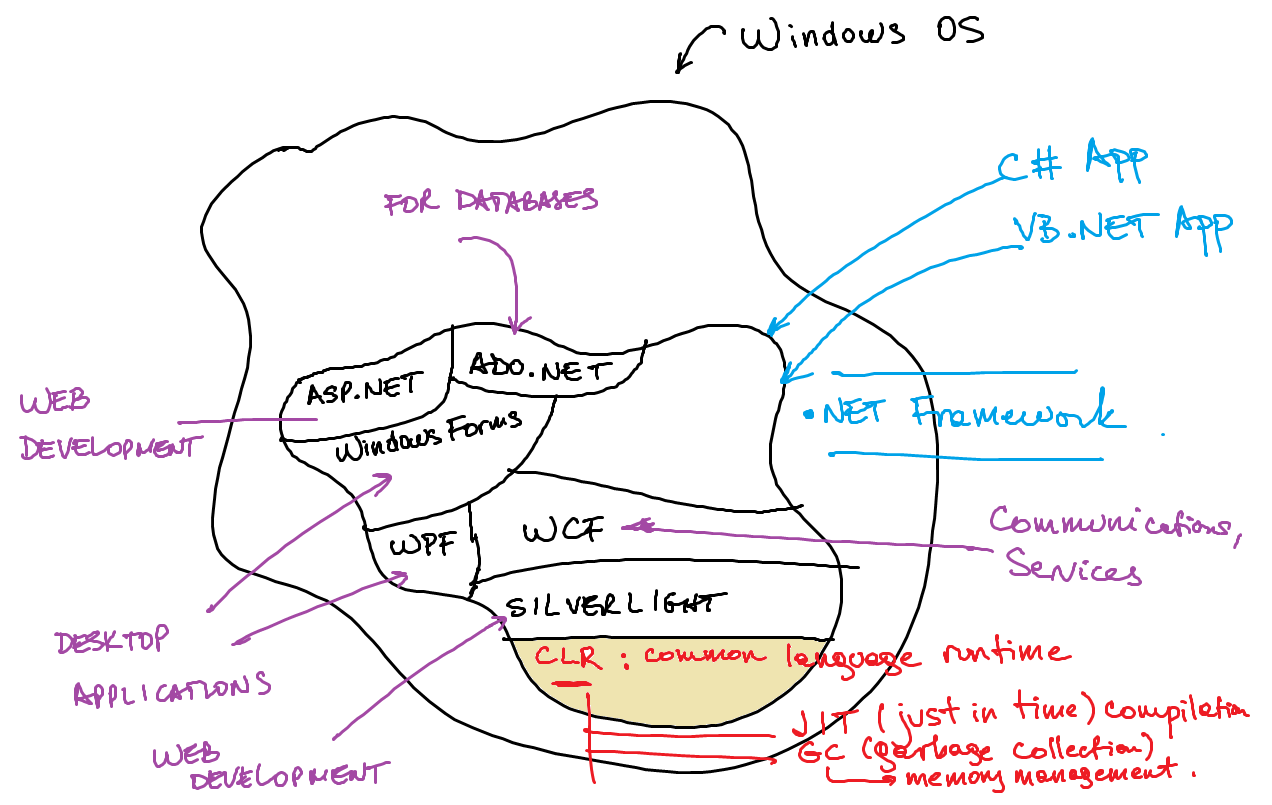 Windows OS
C# App
VB.NET App
FOR DATABASES
ADO.NET
ASP.NET
WEB
DEVELOPMENT
.NET Framework.
Windows Forms
WCF
WPF
Communications,
Services
SILVERLIGHT
DESKTOP
APPLICATIONS
CLR : common language runtime
JIT (just in time) compilation
GC (garbage collection)
memory management.
WEB
DEVELOPMENT